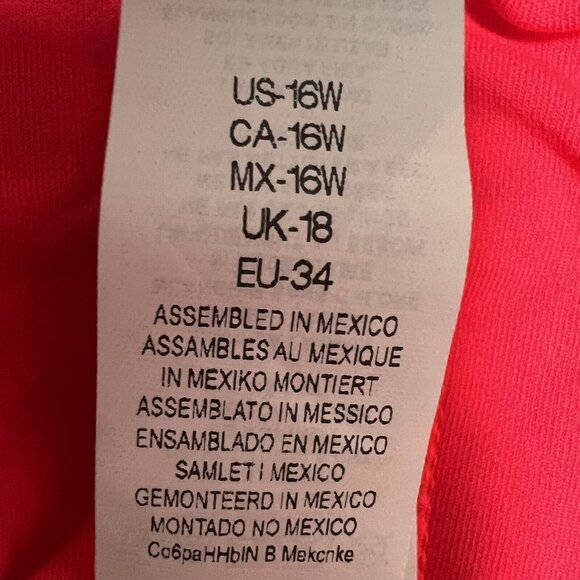 US-16W
CA-16W
MX-16W
UK-18
EU-34
ASSEMBLED IN MEXICO
ASSAMBLES AU MEXIQUE
IN MEXIKO MONTIERT
ASSEMBLATO IN MESSICO
ENSAMBLADO EN MEXICO
SAMLET I MEXICO
GEMONTEERD IN MEXICO
MONTADO NO MEXICO
Co6paHHbIN B Mekcnke